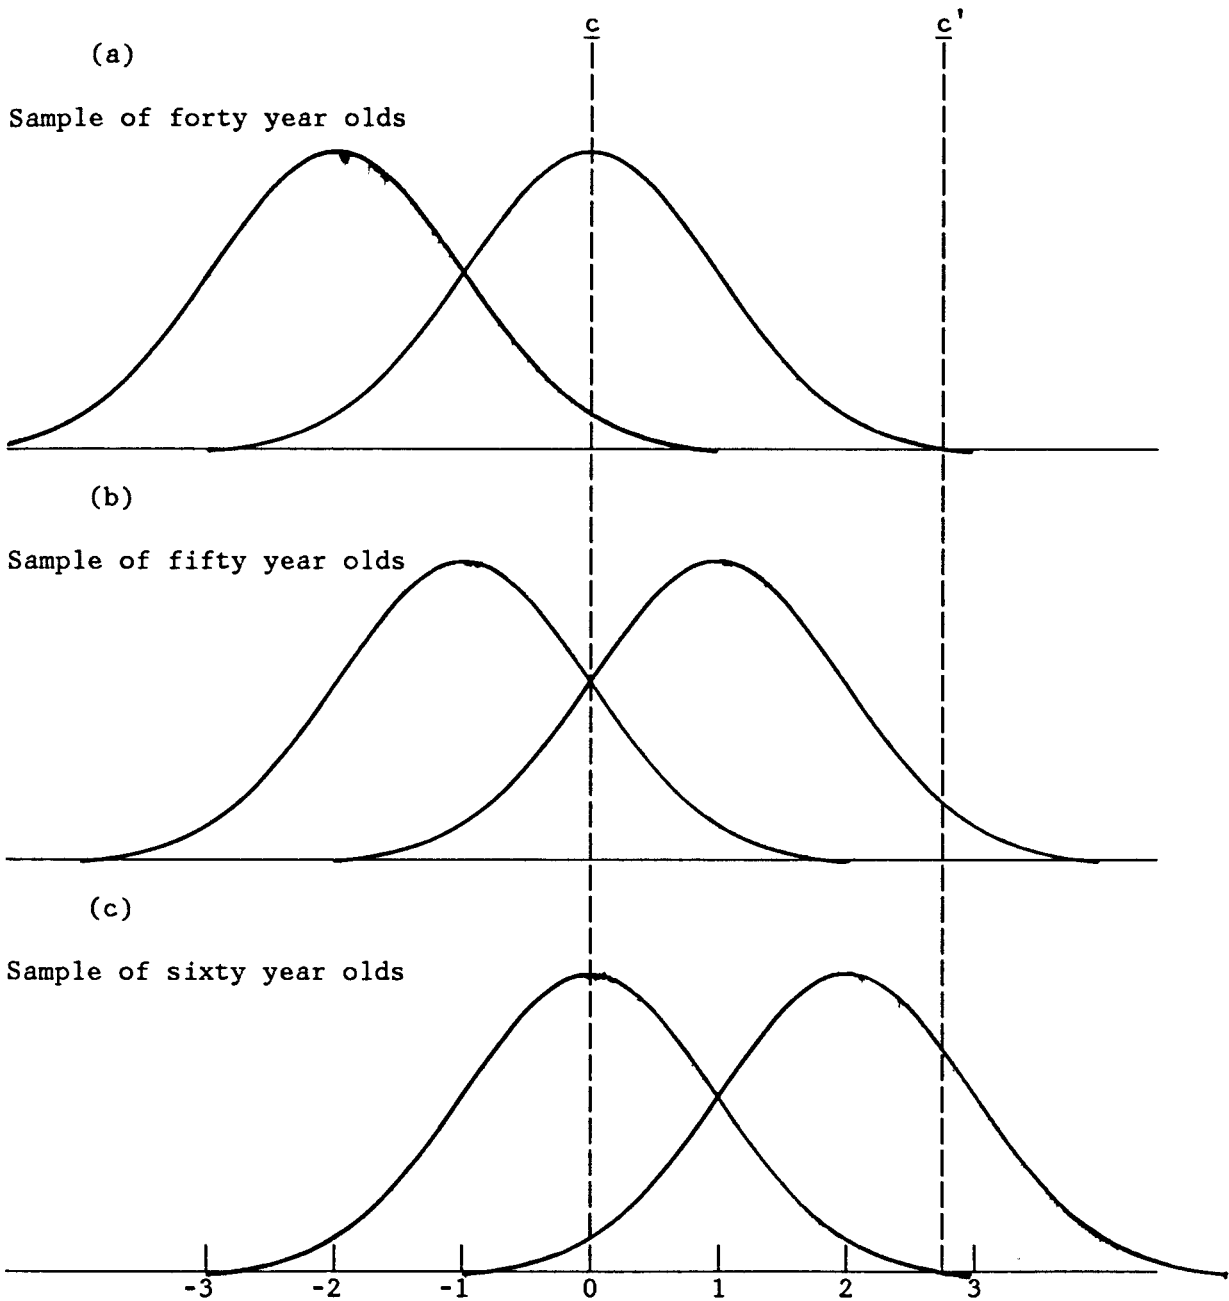 c c'
(a)
Sample of forty year olds
(b)
Sample of fifty year olds
(c)
Sample of sixty year olds
-3 -2 -1 0 1 2 3